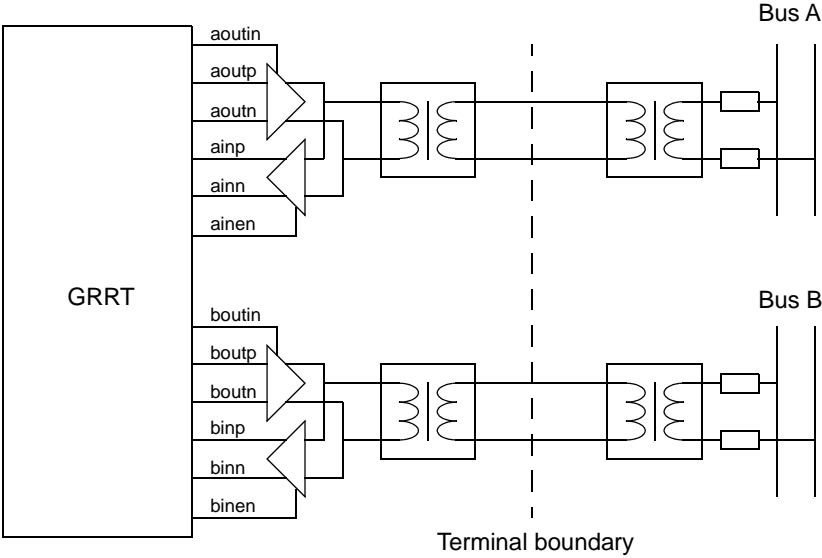 Bus A
aoutin
aoutp
aoutn
ainp
ainn
ainen
GRRT
Bus B
boutin
boutp
boutn
binp
binn
binen
Terminal boundary